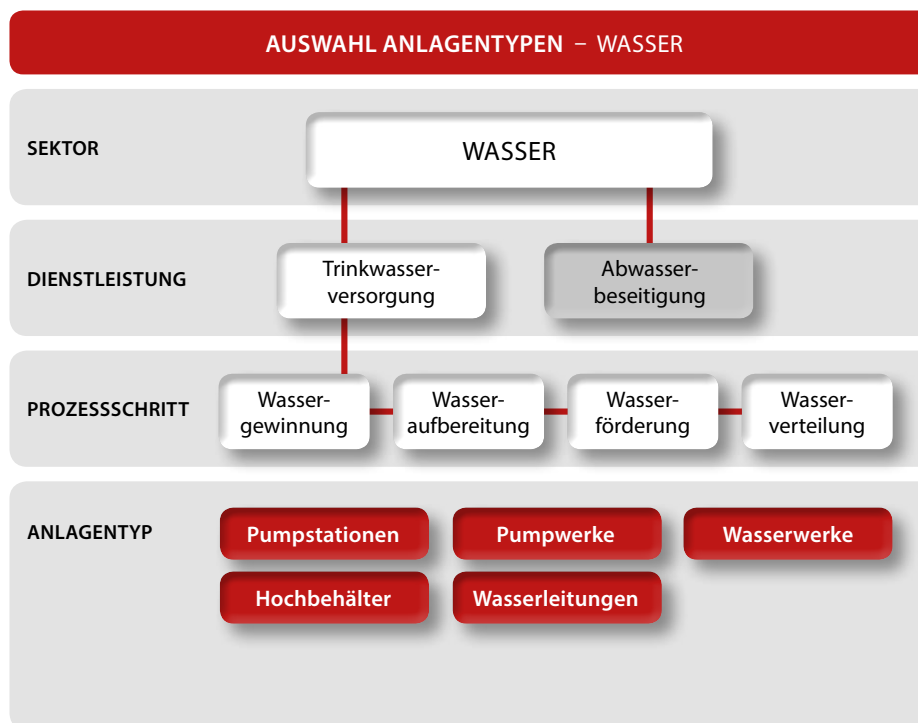 AUSWAHL ANLAGENTYPEN – WASSER
SEKTOR
WASSER
DIENSTLEISTUNG
Trinkwasser-
versorgung
Abwasser-
beseitigung
PROZESSSCHRITT
Wasser-
gewinnung
Wasser-
aufbereitung
Wasser-
förderung
Wasser-
verteilung
ANLAGENTYP
Pumpstationen
Pumpwerke
Wasserwerke
Hochbehälter
Wasserleitungen